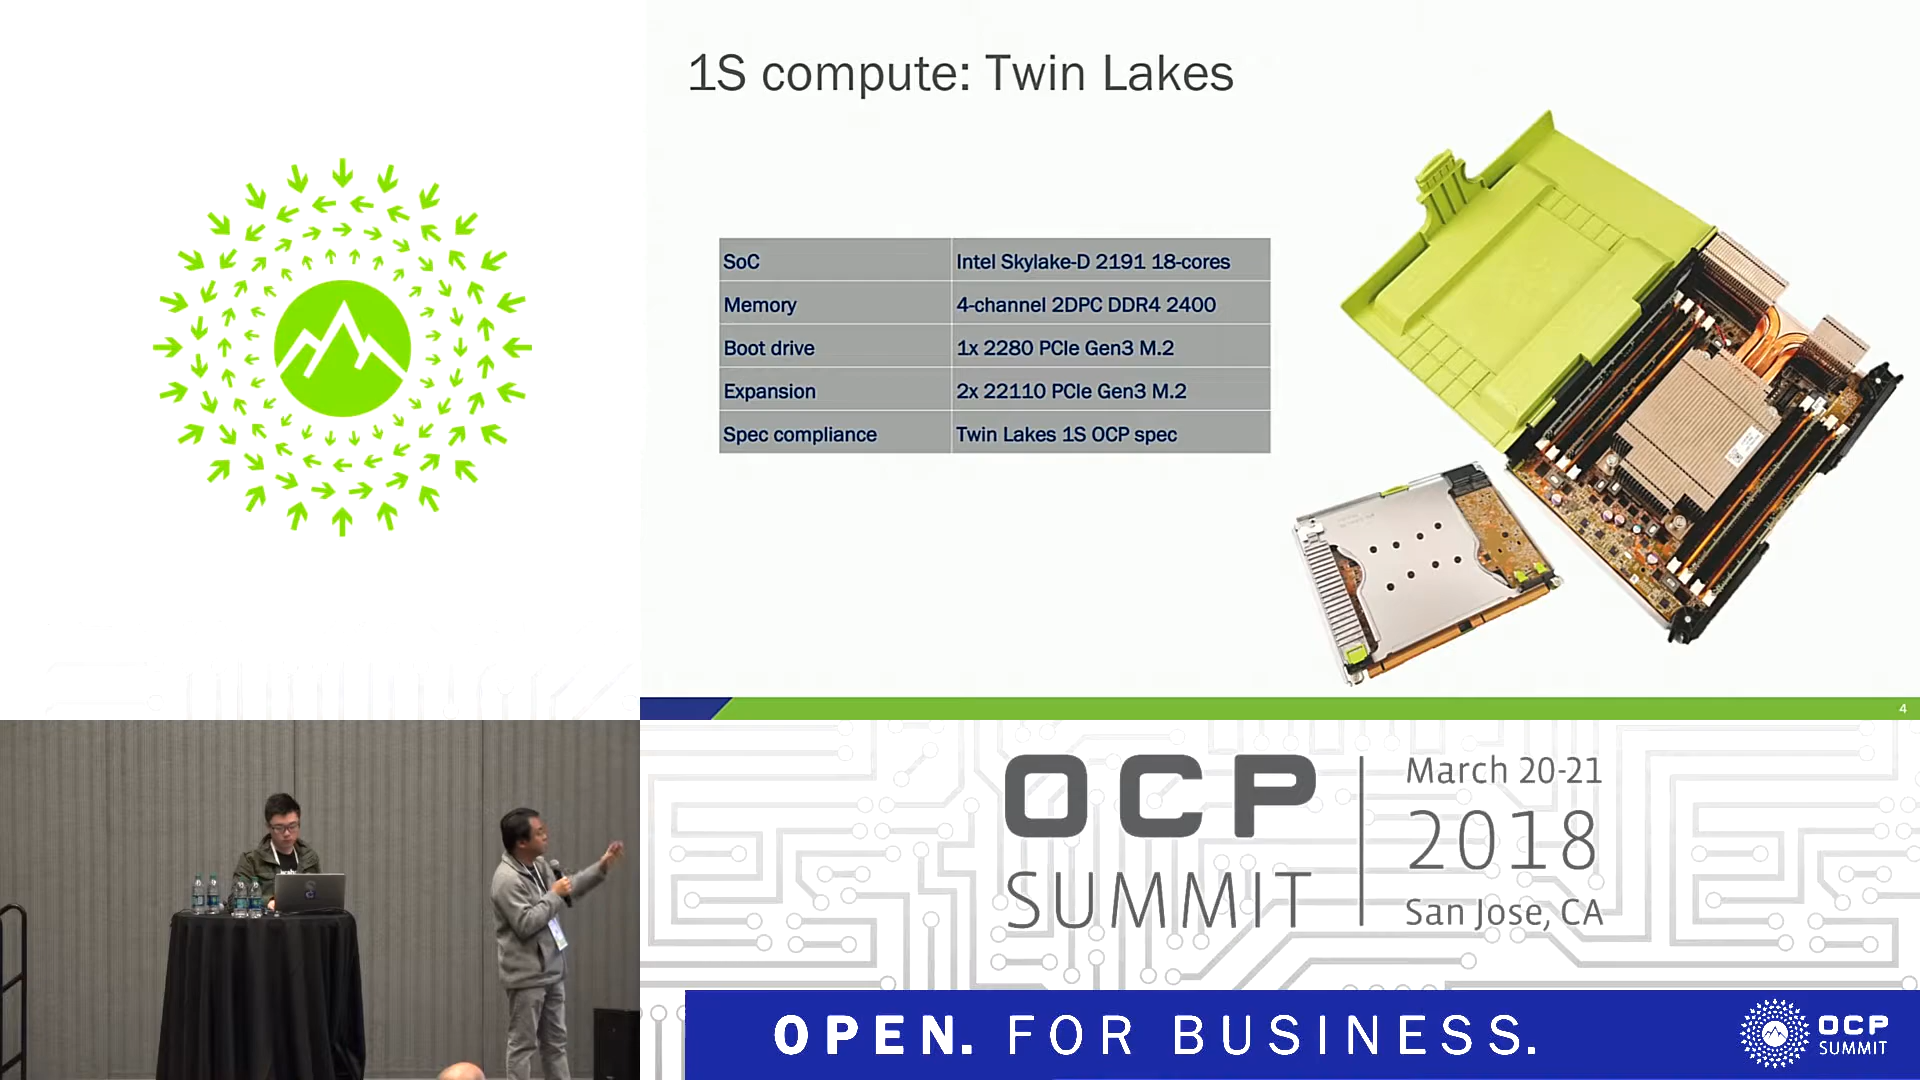 1S compute: Twin Lakes
SoC Intel Skylake-D 2191 18-cores
Memory 4-channel 2DPC DDR4 2400
Boot drive 1x 2280 PCIe Gen3 M.2
Expansion 2x 22110 PCIe Gen3 M.2
Spec compliance Twin Lakes 1S OCP spec
4
OCP
SUMMIT
March 20-21
2018
San Jose, CA
OPEN. FOR BUSINESS.
OCP
SUMMIT